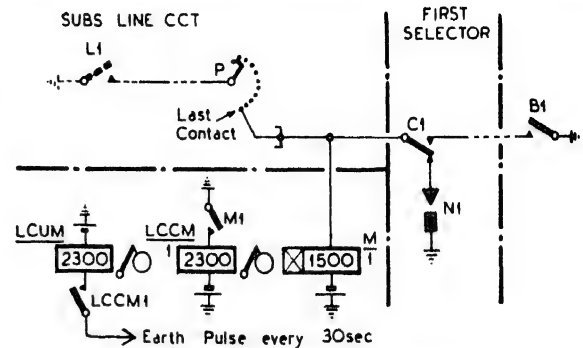 SUBS LINE CCT
FIRST
SELECTOR
L1
P
Last
Contact
C1
B1
N1
LCUM
2300
LCCM
1
2300
M1
1500
M
1
LCCM1
Earth Pulse every 30sec